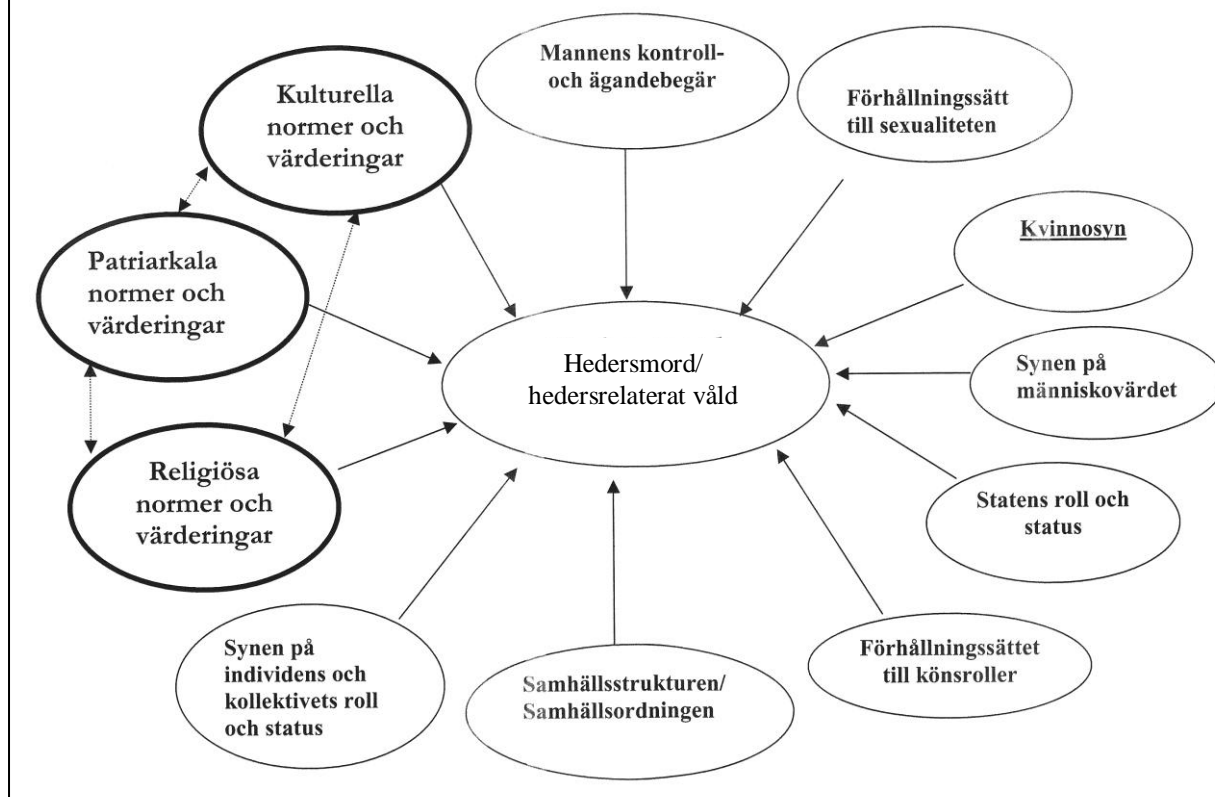 Mannens kontroll-
och ägandebegär
Kulturella
normer och
värderingar
Förhållningssätt
till sexualiteten
Kvinnosyn
Patriarkala
normer och
värderingar
Hedersmord/
hedersrelaterat våld
Synen på
människovärdet
Religiösa
normer och
värderingar
Statens roll och
status
Synen på
individens och
kollektivets roll
och status
Samhällsstrukturen/
Samhällsordningen
Förhållningssättet
till könsroller